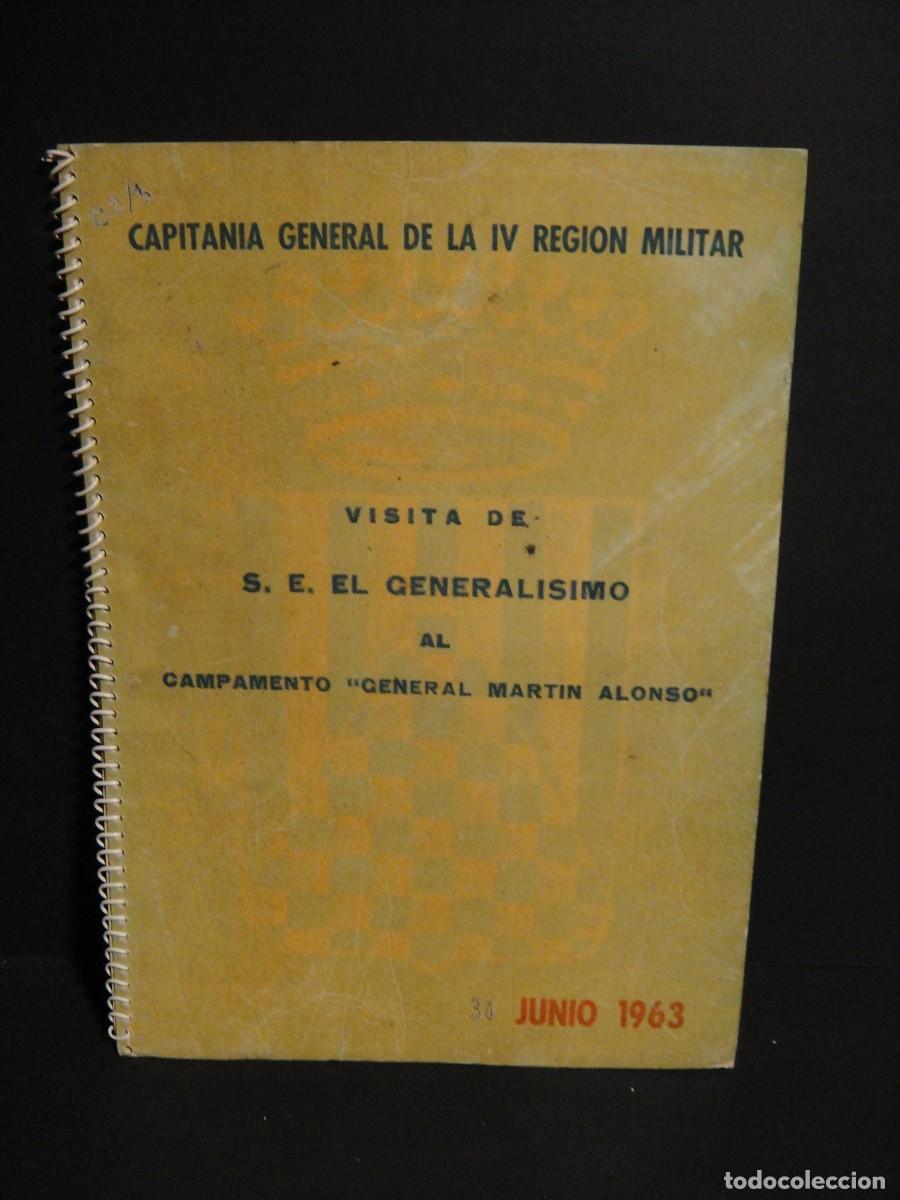 CAPITANIA GENERAL DE LA IV REGION MILITAR
VISITA DE
S. E. EL GENERALISIMO
AL
CAMPAMENTO "GENERAL MARTIN ALONSO"
30 JUNIO 1963
todocoleccion